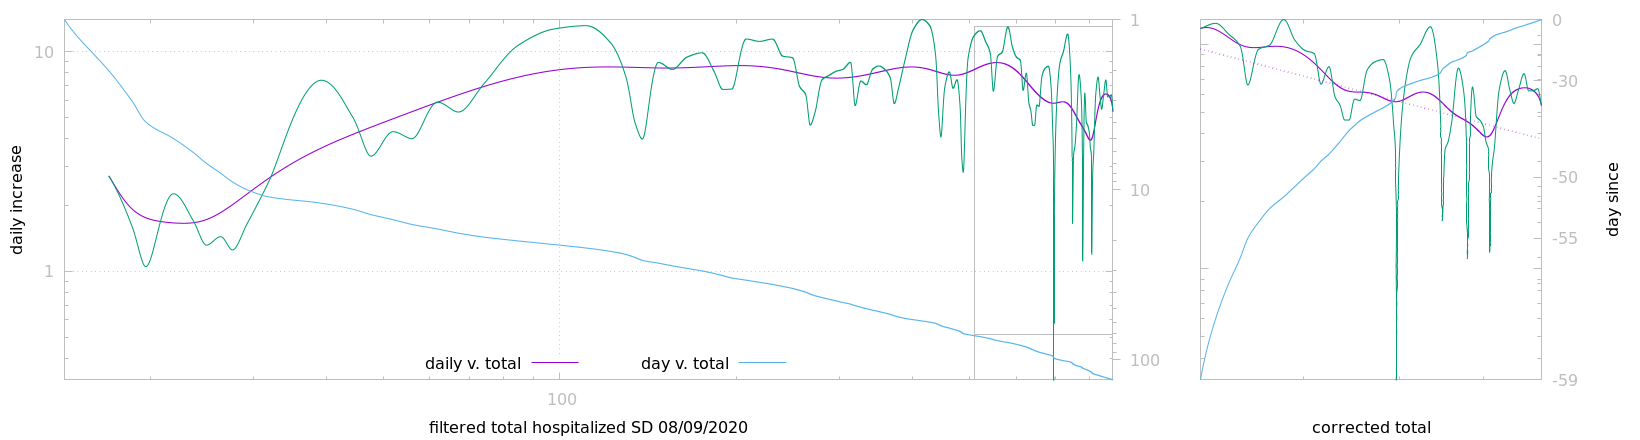 10
1
daily increase
daily v. total
day v. total
100
filtered total hospitalized SD 08/09/2020
1
10
100
corrected total
0
-30
-50
-55
-59
day since